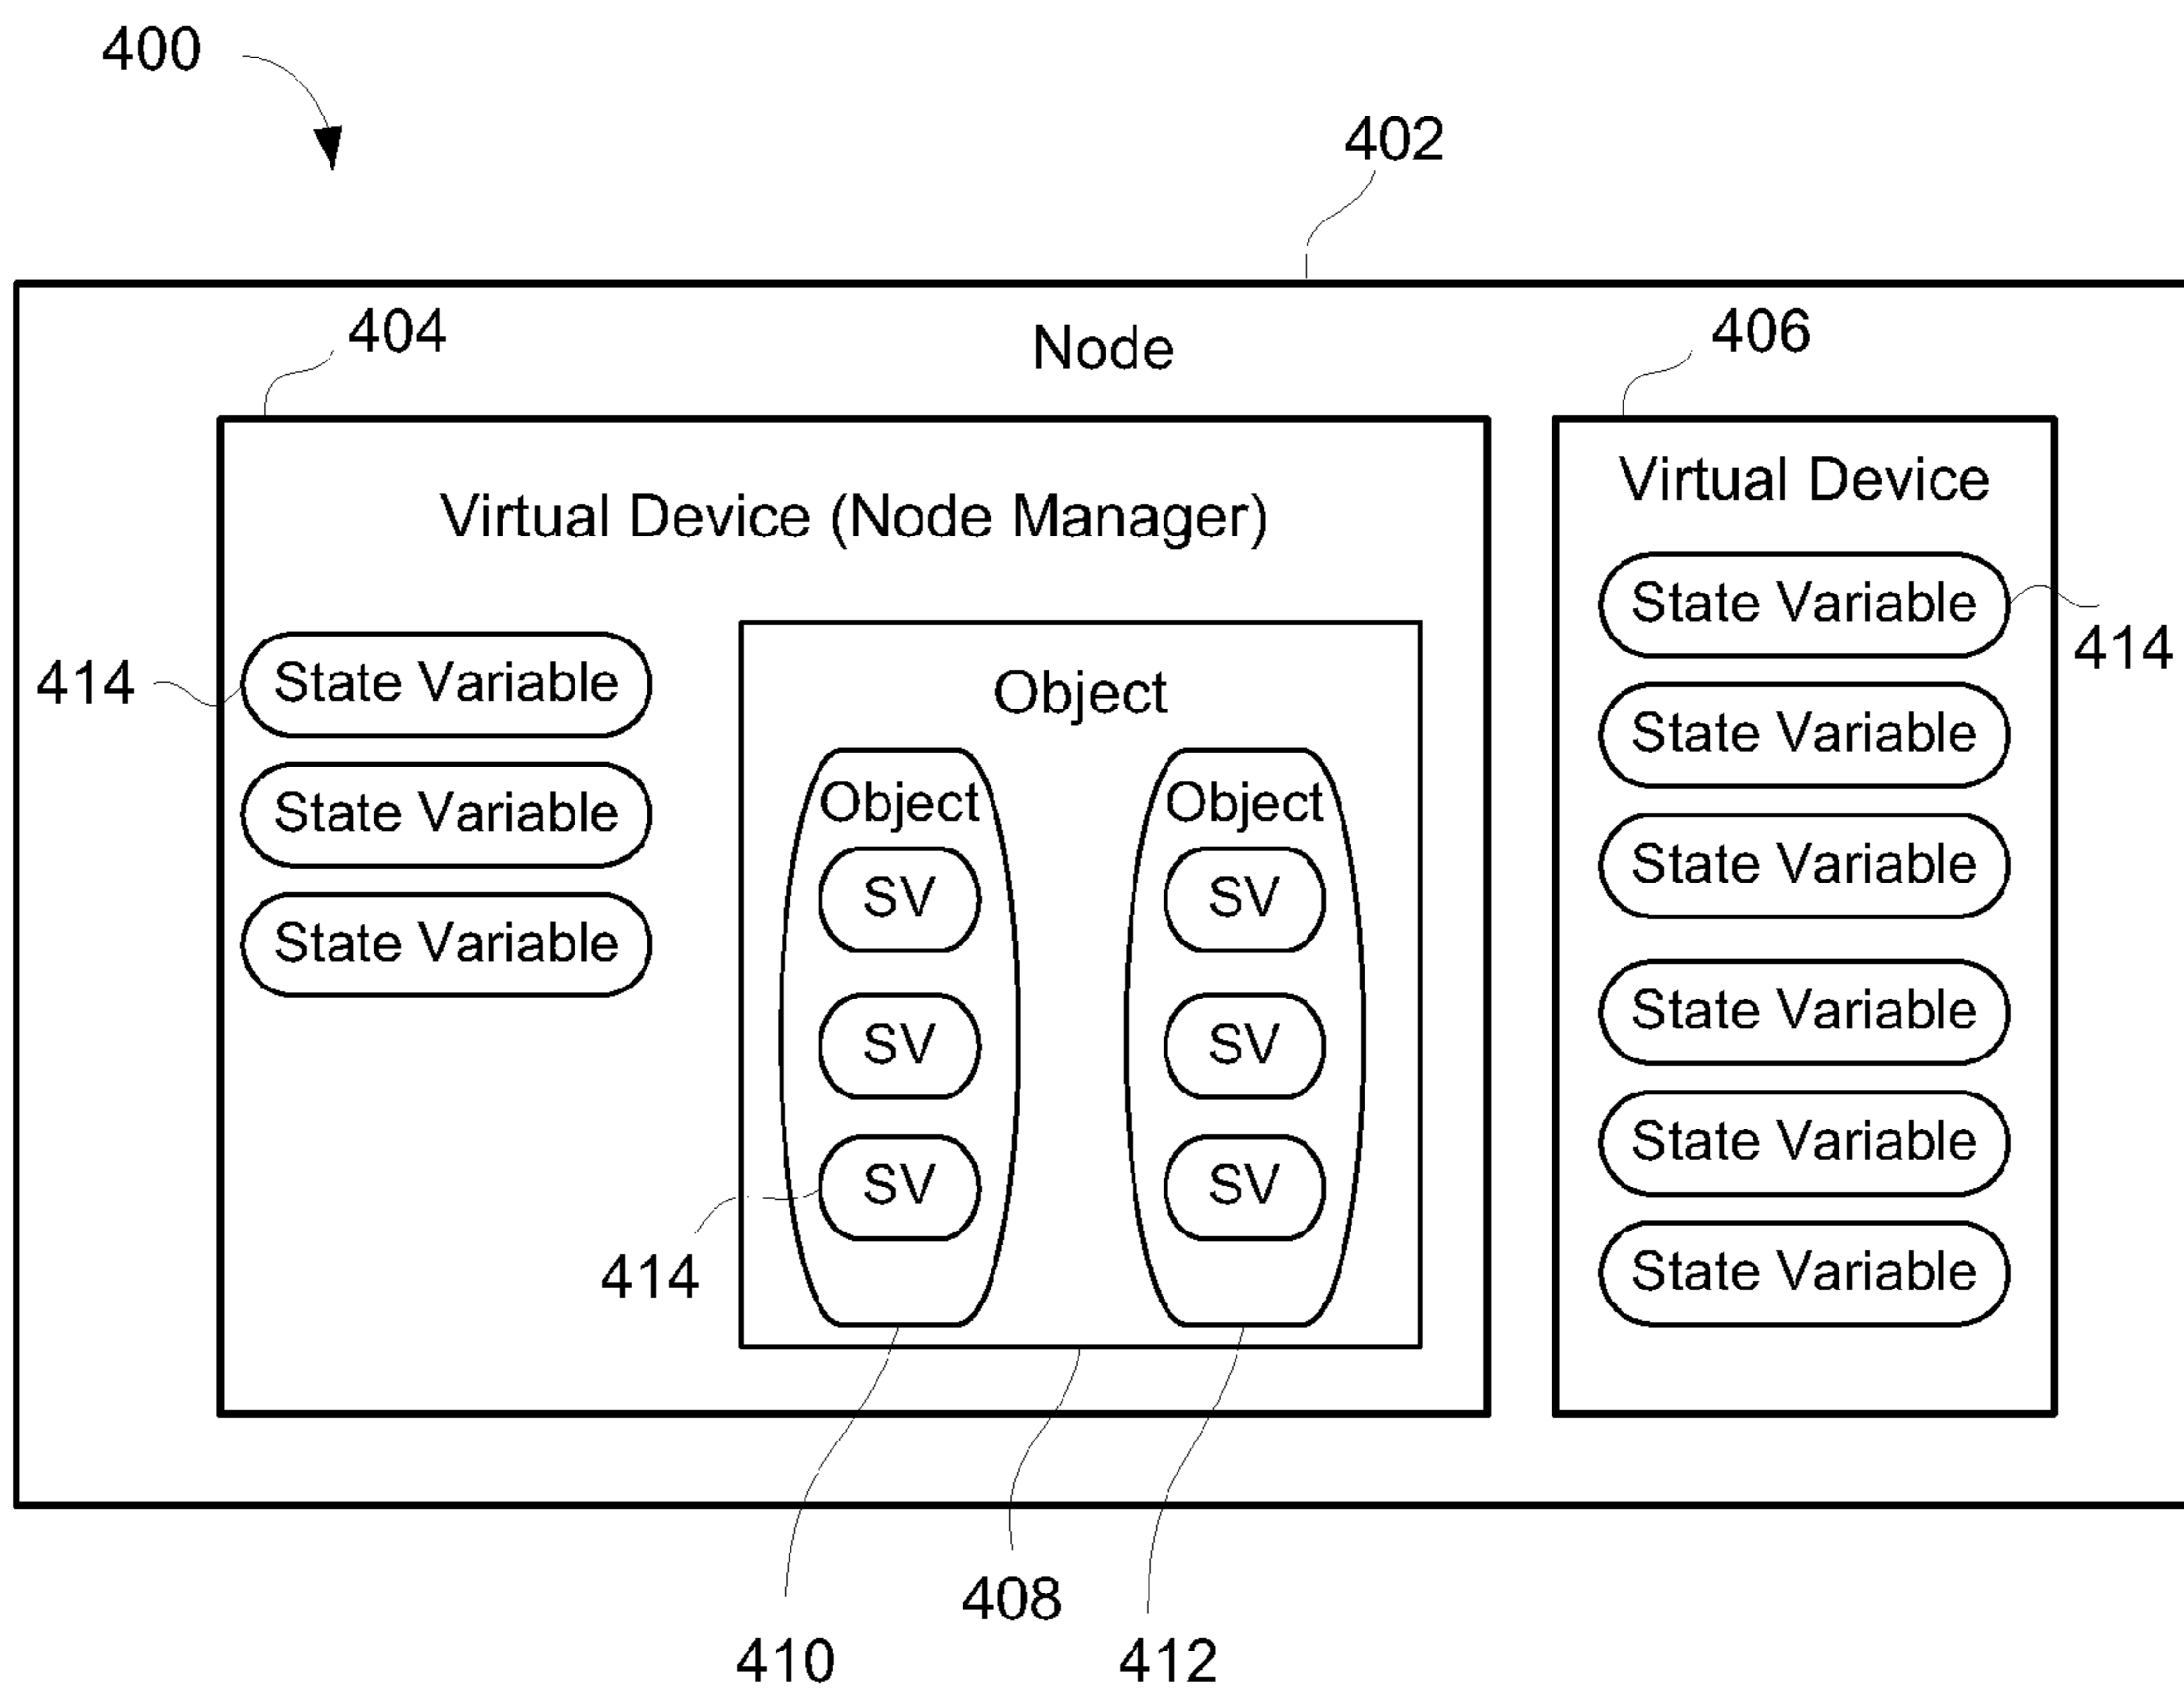 400
402
404
Node
406
Virtual Device (Node Manager)
Virtual Device
State Variable
414
414
State Variable
Object
State Variable
State Variable
Object
Object
State Variable
State Variable
SV
SV
State Variable
State Variable
SV
SV
State Variable
SV
SV
414
State Variable
408
410
412